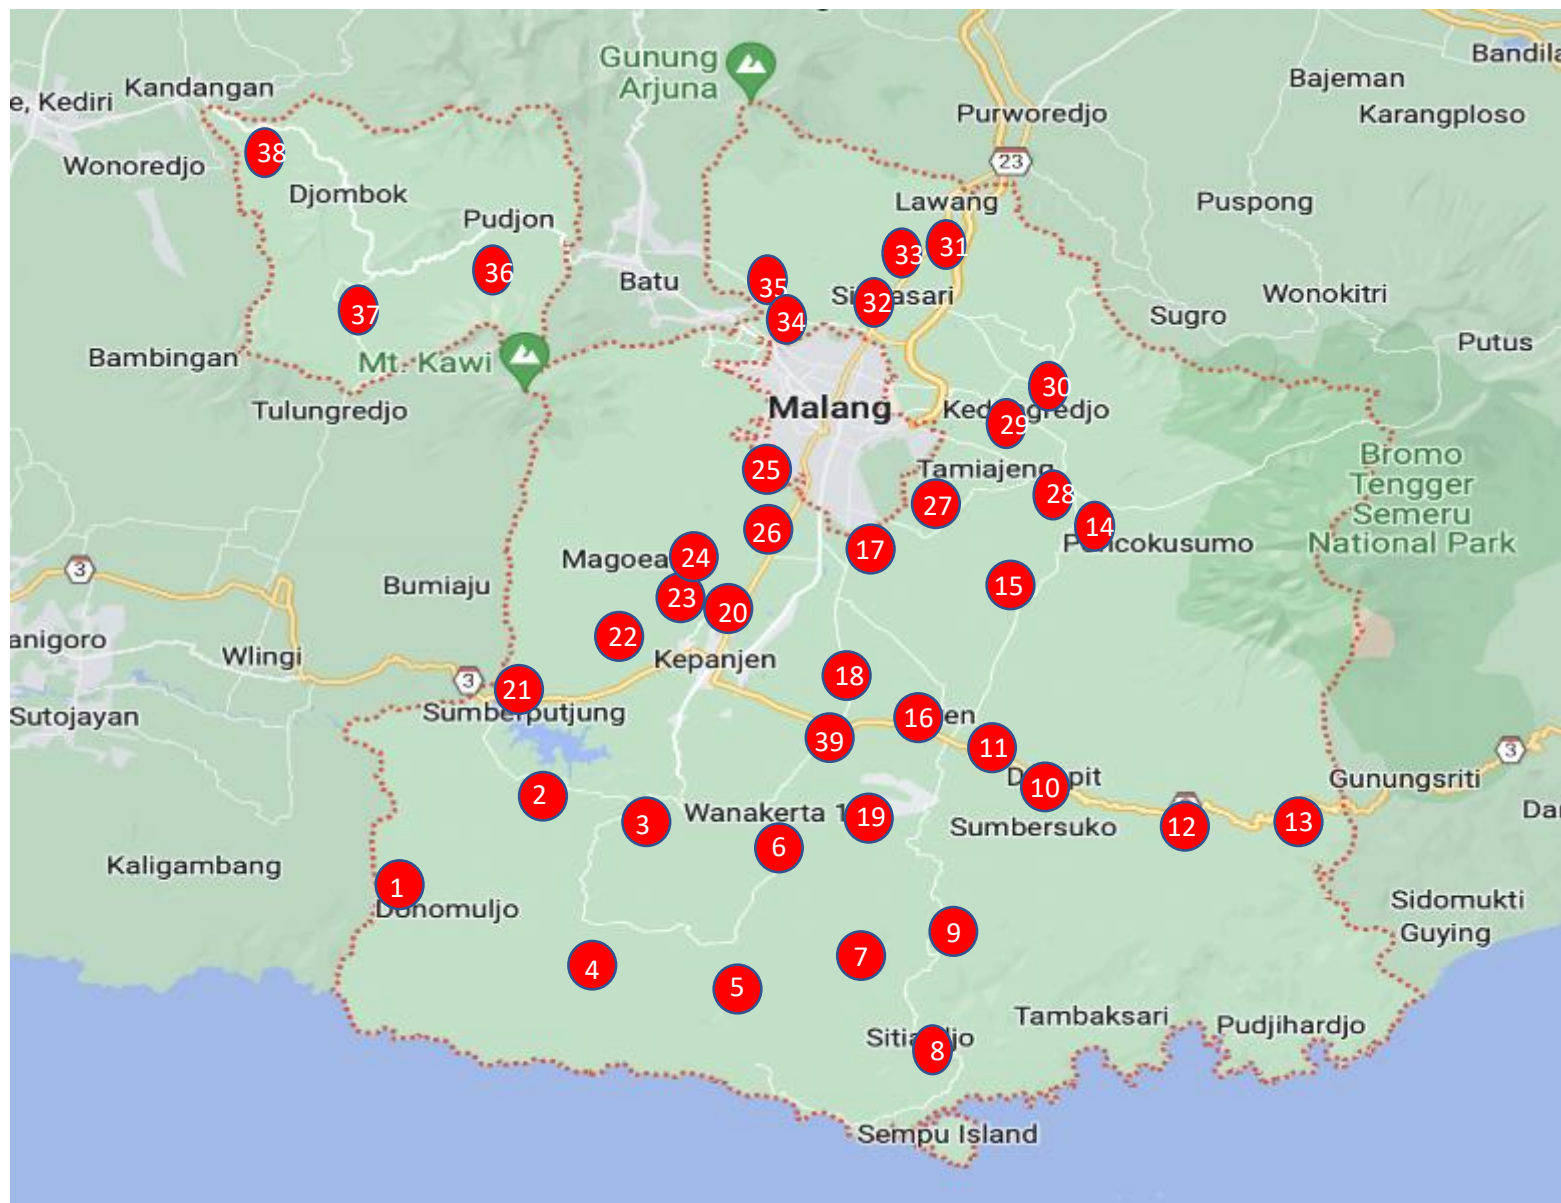 Gunung
Arjuna
Bandila
Bajeman
Kandangan
e, Kediri
Purworedjo
Karangploso
38
23
Wonoredjo
Djombok
Lawang
Puspong
Pudjon
33
31
36
35
Batu
32
Wonokitri
37
34
Sugro
Putus
Bambingan
Mt. Kawi
30
Tulungredjo
Malang
29
Bromo
Tengger
Semeru
National Park
25
Tamiajeng
28
27
14
26
17
Magoea
24
3
Bumiaju
15
23
20
anigoro
22
Wlingi
Kepanjen
18
3
21
Sutojayan
16
en
39
11
3
10
Gunungsriti
2
Wanakerta 1
19
3
Sumbersuko
12
13
Da
6
Kaligambang
1
Donomuljo
Sidomukti
Guying
9
4
7
5
Tambaksari
Pudjihardjo
8
Sempu Island